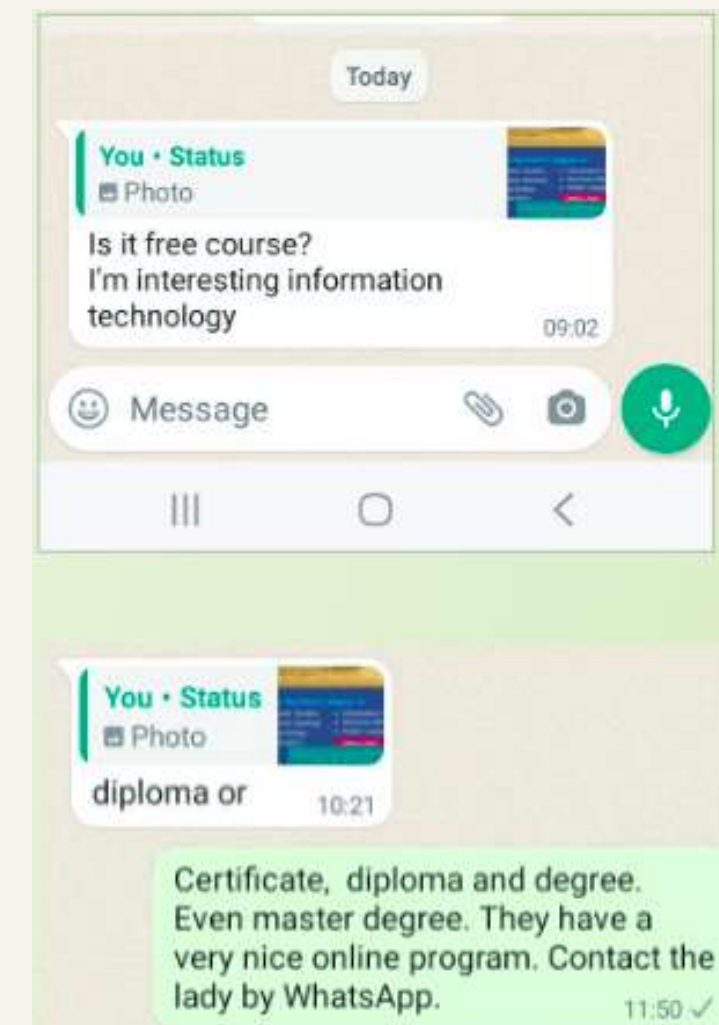 Today
You • Status
Photo
Is it free course?
I'm interesting information
technology
09:02
Message
You • Status
Photo
diploma or
10:21
Certificate, diploma and degree.
Even master degree. They have a
very nice online program. Contact the
lady by WhatsApp.
11:50